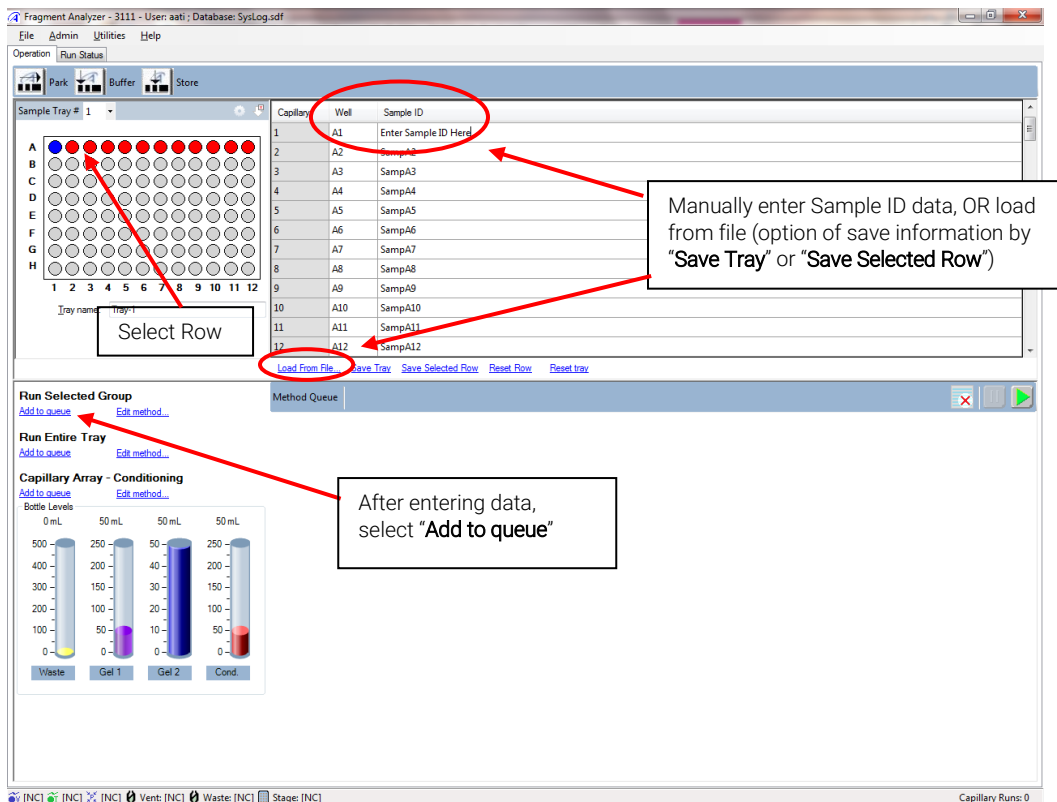 Fragment Analyzer - 3111 - User: aati ; Database: SysLog.sdf
File Admin Utilities Help
Operation Run Status
Park Buffer Store
Sample Tray # 1
A
B
C
D
E
F
G
H
1 2 3 4 5 6 7 8 9 10 11 12
Tray name: Tray-1
Select Row
Capillary Well Sample ID
1 A1 Enter Sample ID Here
2 A2 SampA2
3 A3 SampA3
4 A4 SampA4
5 A5 SampA5
6 A6 SampA6
7 A7 SampA7
8 A8 SampA8
9 A9 SampA9
10 A10 SampA10
11 A11 SampA11
12 A12 SampA12
Manually enter Sample ID data, OR load
from file (option of save information by
“Save Tray” or “Save Selected Row”)
Load From File... Save Tray Save Selected Row Reset Row Reset tray
Run Selected Group
Add to queue Edit method...
Run Entire Tray
Add to queue Edit method...
Capillary Array - Conditioning
Add to queue Edit method...
Method Queue
After entering data,
select “Add to queue”
Bottle Levels
0 mL 50 mL 50 mL 50 mL
500 250 50 250
400 200 40 200
300 150 30 150
200 100 20 100
100 50 10 50
0 0 0 0
Waste Gel 1 Gel 2 Cond.
[NC] [NC] [NC] Vent: [NC] Waste: [NC] Stage: [NC] Capillary Runs: 0